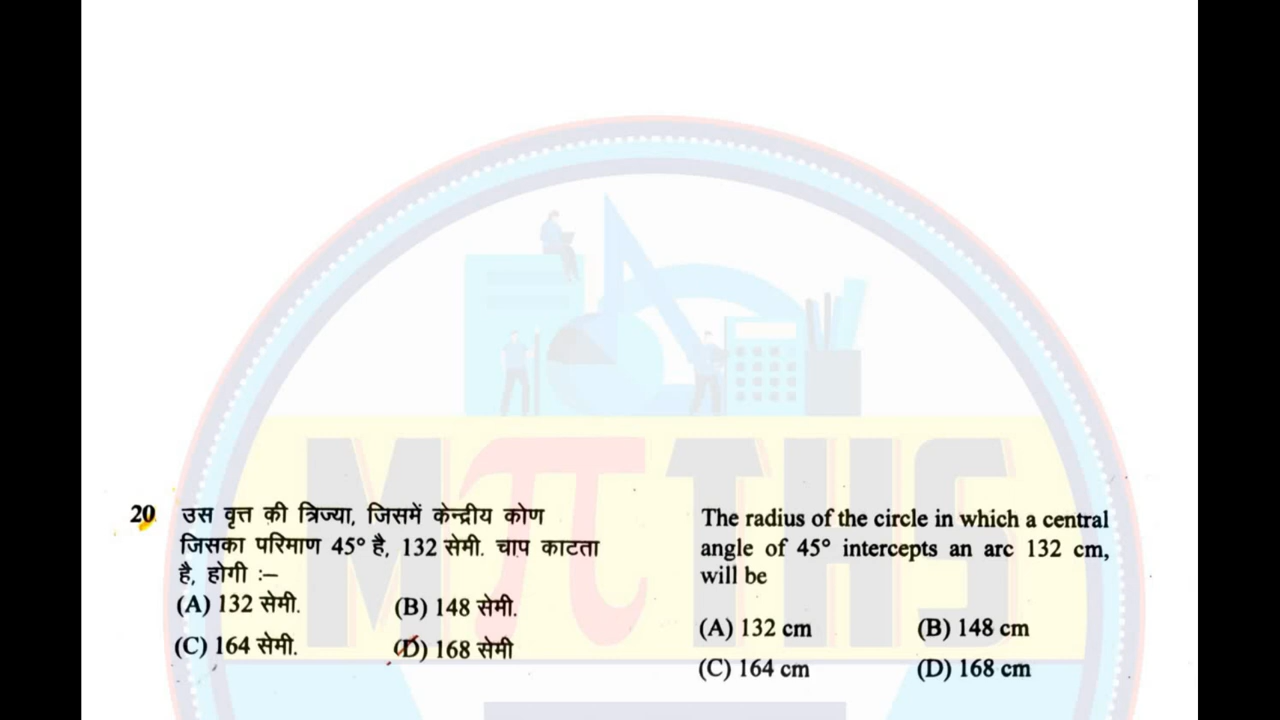 MπTHS
20 उस वृत्त की त्रिज्या, जिसमें केन्द्रीय कोण
जिसका परिमाण 45° है, 132 सेमी. चाप काटता
है, होगी :–
(A) 132 सेमी. (B) 148 सेमी.
(C) 164 सेमी. (D) 168 सेमी
The radius of the circle in which a central
angle of 45° intercepts an arc 132 cm,
will be
(A) 132 cm (B) 148 cm
(C) 164 cm (D) 168 cm